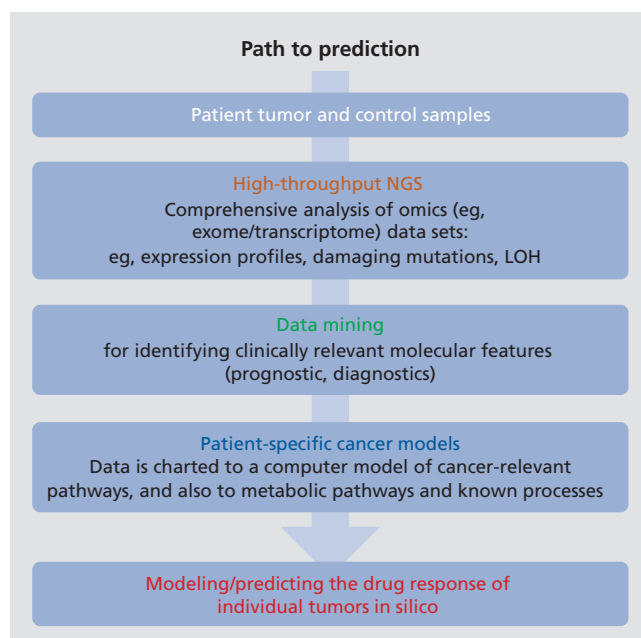 Path to prediction
Patient tumor and control samples
High-throughput NGS
Comprehensive analysis of omics (eg,
exome/transcriptome) data sets:
eg, expression profiles, damaging mutations, LOH
Data mining
for identifying clinically relevant molecular features
(prognostic, diagnostics)
Patient-specific cancer models
Data is charted to a computer model of cancer-relevant
pathways, and also to metabolic pathways and known processes
Modeling/predicting the drug response of
individual tumors in silico